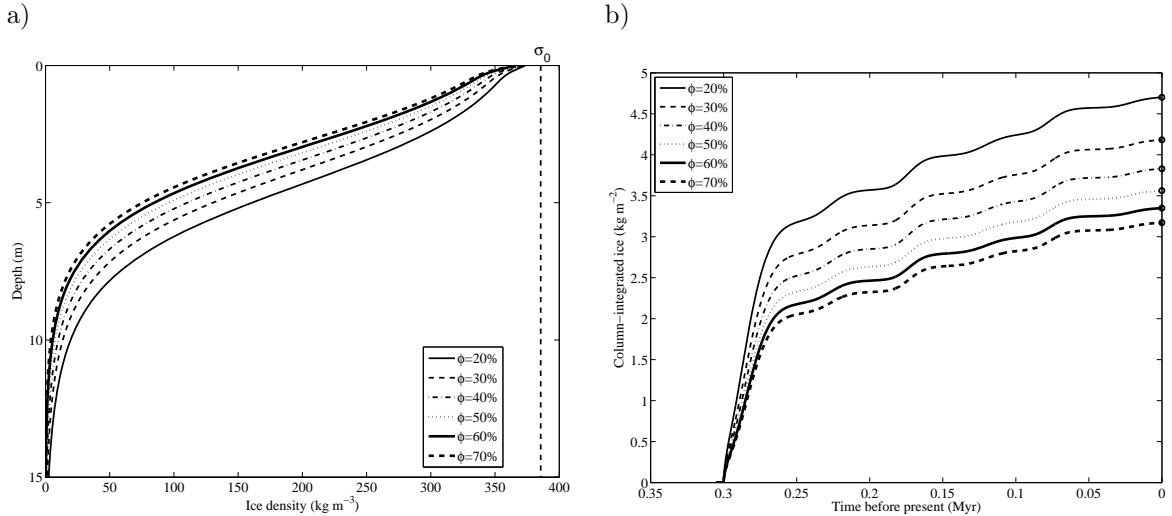 a)
σ0
0
5
10
15
Depth (m)
0 50 100 150 200 250 300 350 400
Ice density (kg m−3)
ϕ=20%
ϕ=30%
ϕ=40%
ϕ=50%
ϕ=60%
ϕ=70%
b)
5
4.5
4
3.5
3
2.5
2
1.5
1
0.5
0
Column−integrated ice (kg m−2)
0.35 0.3 0.25 0.2 0.15 0.1 0.05 0
Time before present (Myr)
ϕ=20%
ϕ=30%
ϕ=40%
ϕ=50%
ϕ=60%
ϕ=70%